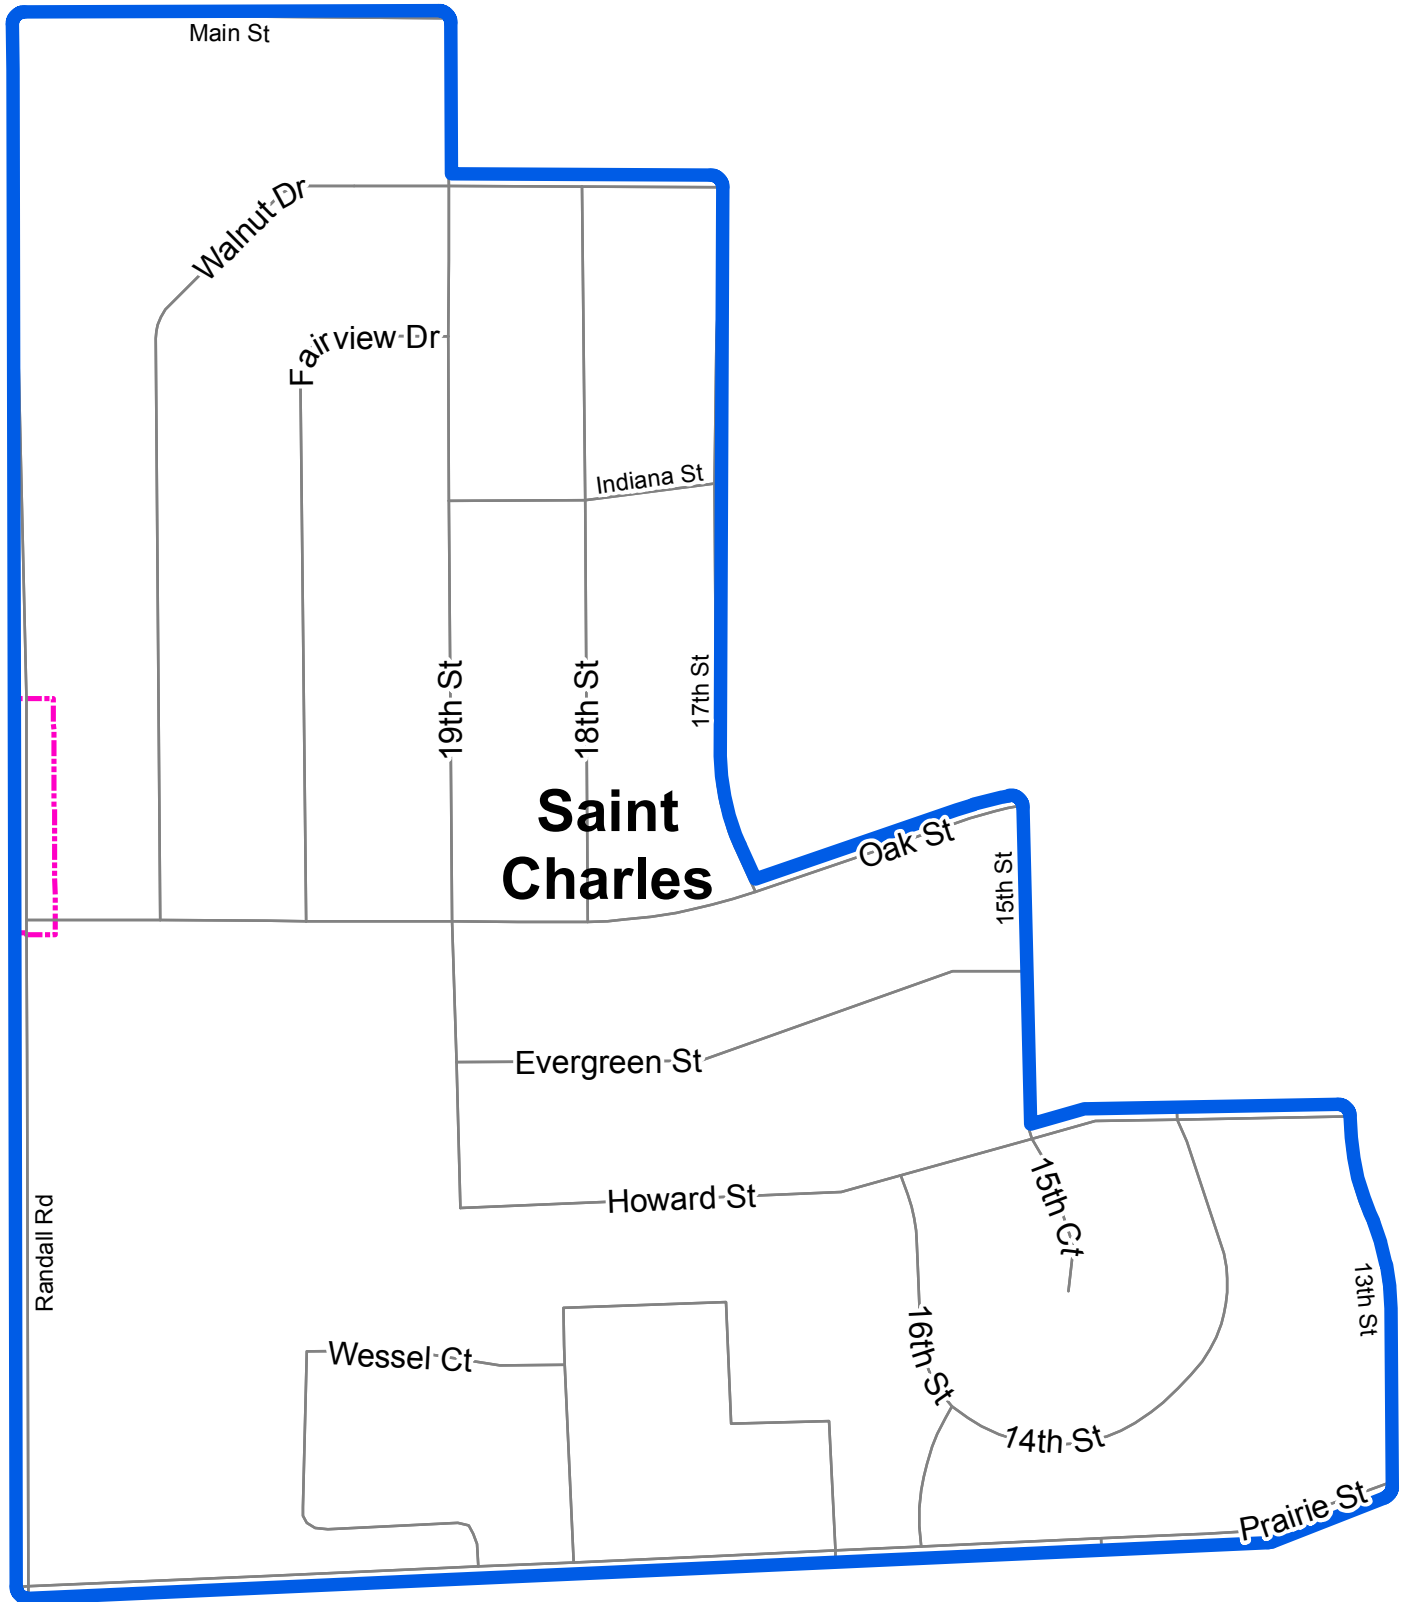 Main St
Walnut Dr
Fairview Dr
Indiana St
19th St
18th St
17th St
Saint
Charles
Oak St
15th St
Evergreen St
Howard St
15th Ct
Randall Rd
13th St
16th St
Wessel Ct
14th St
Prairie St